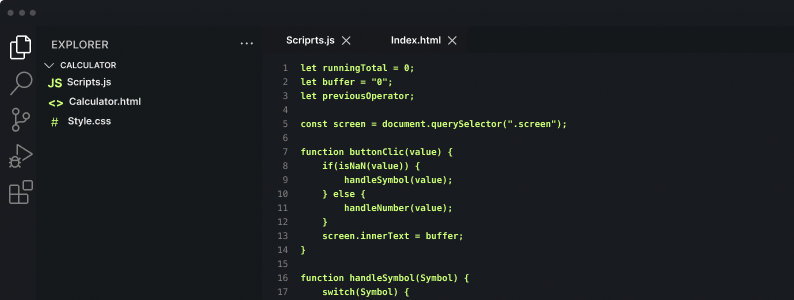 EXPLORER ...
CALCULATOR
JS Scripts.js
<> Calculator.html
# Style.css
Scriprts.js Index.html
1 let runningTotal = 0;
2 let buffer = "0";
3 let previousOperator;
4
5 const screen = document.querySelector(".screen");
6
7 function buttonClic(value) {
8 if(isNaN(value)) {
9 handleSymbol(value);
10 } else {
11 handleNumber(value);
12 }
13 screen.innerText = buffer;
14 }
15
16 function handleSymbol(Symbol) {
17 switch(Symbol) {